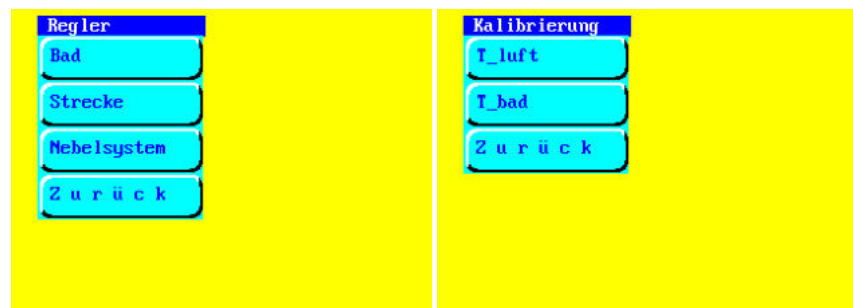 Regler
Bad
Strecke
Nebelsystem
Z u r ü c k
Kalibrierung
T_luft
T_bad
Z u r ü c k